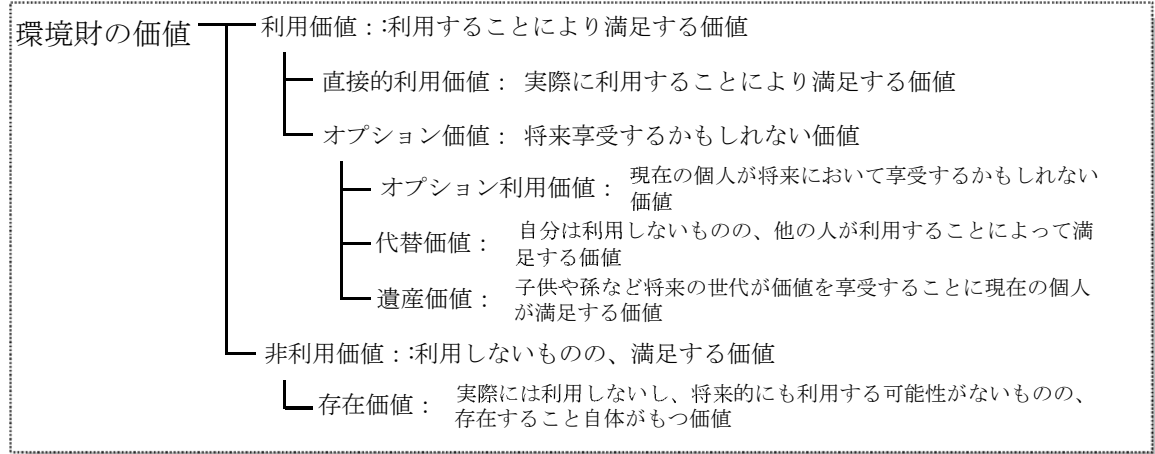 環境財の価値
利用価値：:利用することにより満足する価値
直接的利用価値： 実際に利用することにより満足する価値
オプション価値： 将来享受するかもしれない価値
オプション利用価値： 現在の個人が将来において享受するかもしれない
価値
代替価値： 自分は利用しないものの、他の人が利用することによって満
足する価値
遺産価値： 子供や孫など将来の世代が価値を享受することに現在の個人
が満足する価値
非利用価値：:利用しないものの、満足する価値
存在価値： 実際には利用しないし、将来的にも利用する可能性がないものの、
存在すること自体がもつ価値